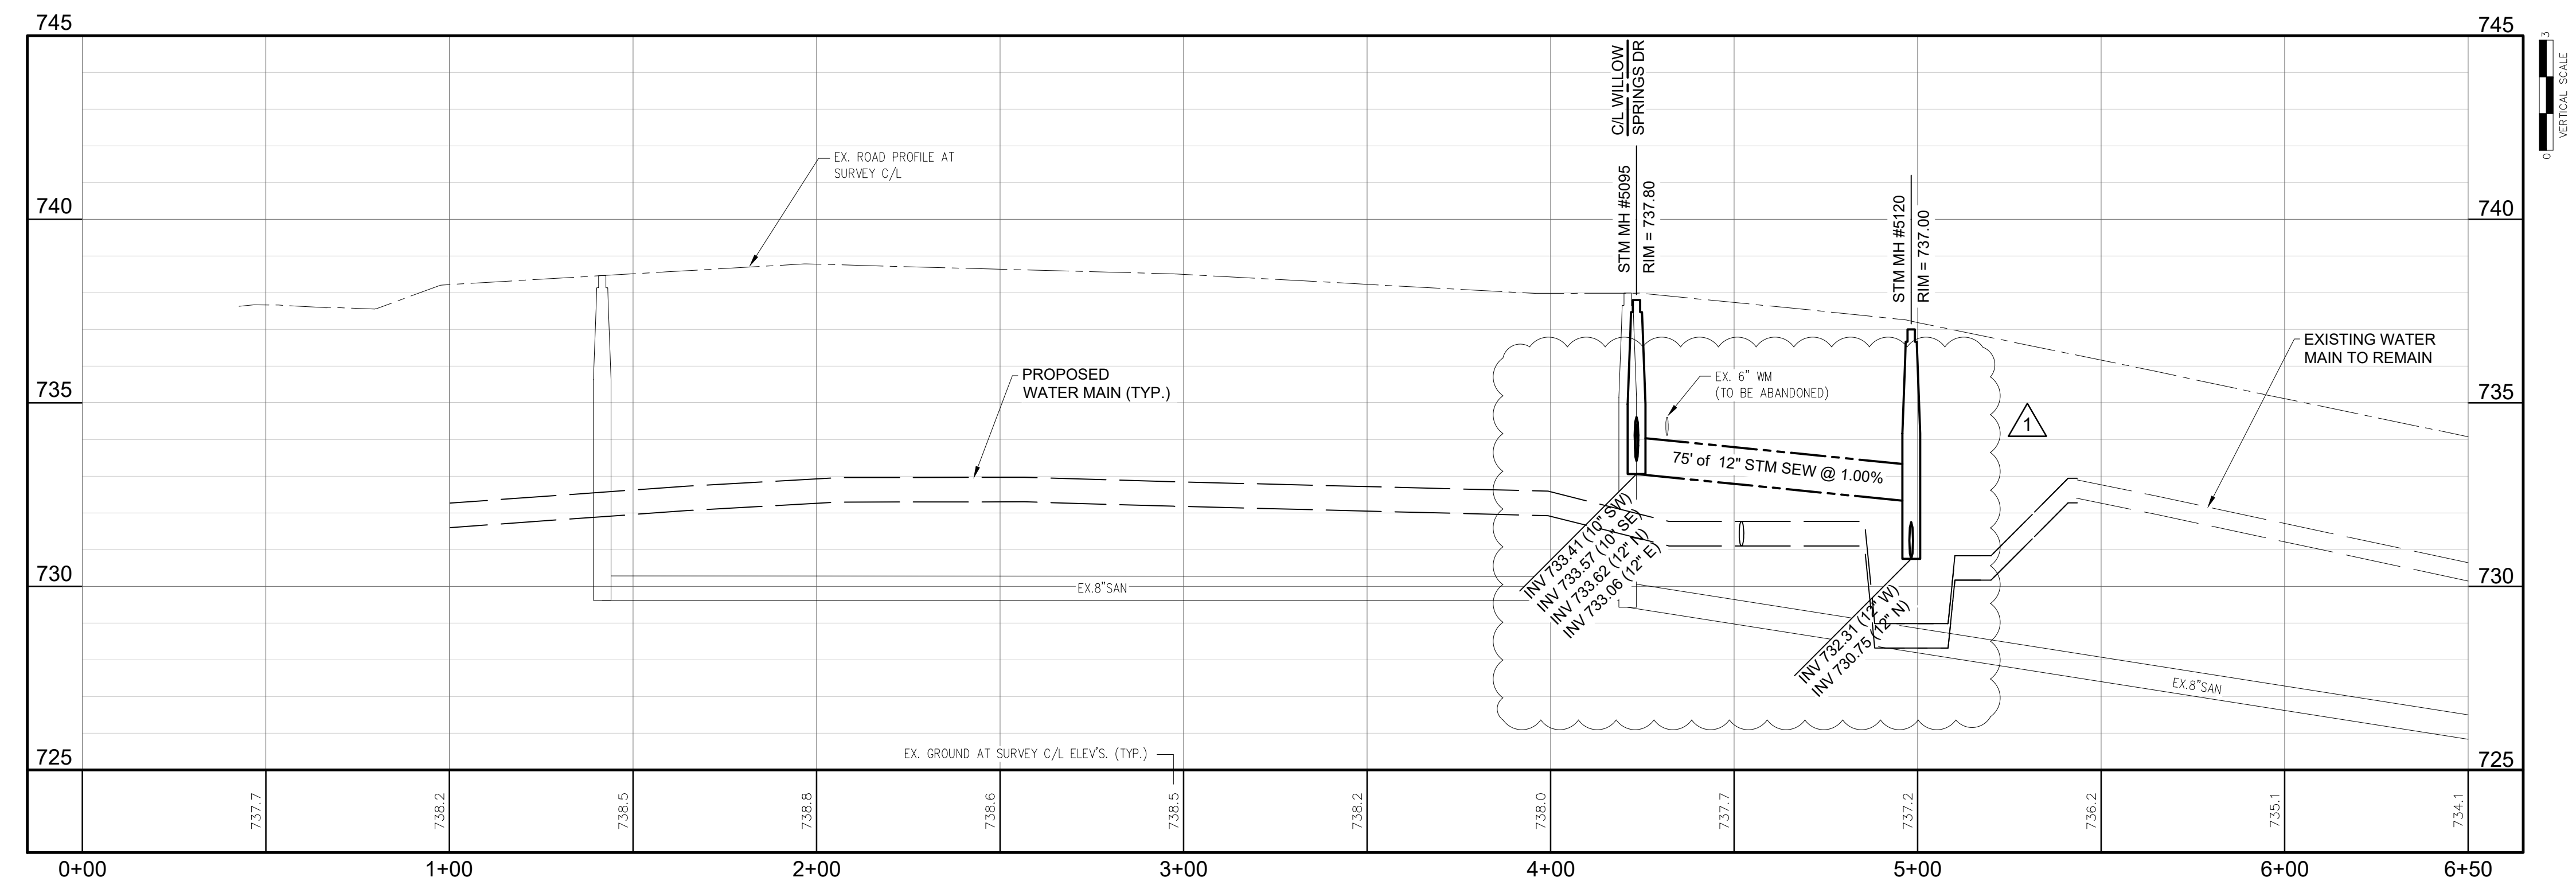 745
745
3
VERTICAL SCALE
0
C/L WILLOW
SPRINGS DR
EX. ROAD PROFILE AT
SURVEY C/L
STM MH #5095
RIM = 737.80
STM MH #5120
RIM = 737.00
740
740
EXISTING WATER
MAIN TO REMAIN
PROPOSED
WATER MAIN (TYP.)
EX. 6" WM
(TO BE ABANDONED)
735
735
1
75' of 12" STM SEW @ 1.00%
INV 733.41 (10" SW)
INV 733.57 (10" SE)
INV 733.62 (12" N)
INV 733.06 (12" E)
730
730
EX.8"SAN
INV 732.31 (12" W)
INV 730.75 (12" N)
EX.8"SAN
EX. GROUND AT SURVEY C/L ELEV'S. (TYP.)
725
725
737.7
738.2
738.5
738.8
738.6
738.5
738.2
738.0
737.7
737.2
736.2
735.1
734.1
0+00
1+00
2+00
3+00
4+00
5+00
6+00
6+50